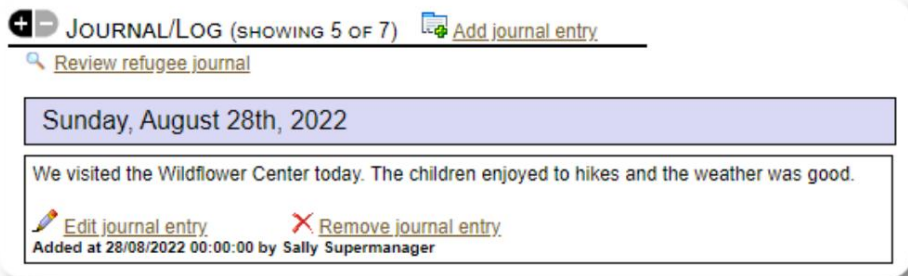 JOURNAL/LOG (SHOWING 5 OF 7) Add journal entry
Review refugee journal
Sunday, August 28th, 2022
We visited the Wildflower Center today. The children enjoyed to hikes and the weather was good.
Edit journal entry Remove journal entry
Added at 28/08/2022 00:00:00 by Sally Supermanager